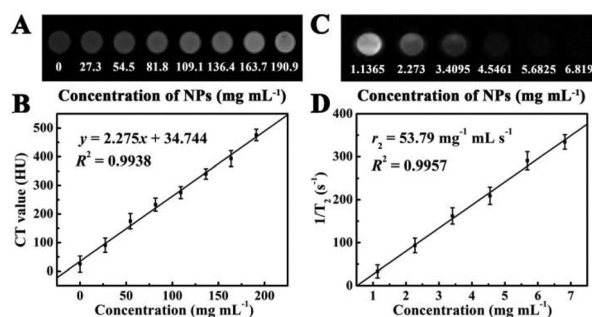 A
0 27.3 54.5 81.8 109.1 136.4 163.7 190.9
Concentration of NPs (mg mL⁻¹)
B
y = 2.275x + 34.744
R² = 0.9938
CT value (HU)
500
400
300
200
100
0
0 50 100 150 200
Concentration (mg mL⁻¹)
C
1.1365 2.273 3.4095 4.5461 5.6825 6.819
Concentration of NPs (mg mL⁻¹)
D
r₂ = 53.79 mg⁻¹ mL s⁻¹
R² = 0.9957
1/T₂ (s⁻¹)
400
300
200
100
0
1 2 3 4 5 6 7
Concentration (mg mL⁻¹)